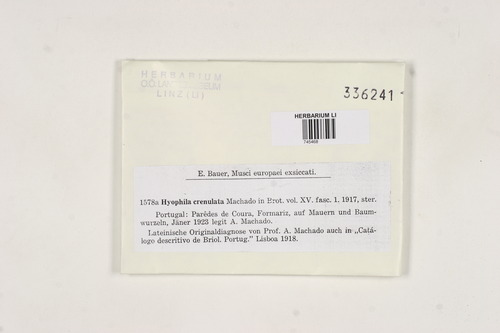 HERBARIUM
LINZ (LI)
336241
HERBARIUM LI
745468
E. Bauer, Musci europaei exsiccati.
1578a Hyophila crenulata Machado in Brot. vol. XV. fasc. 1. 1917, ster.
Portugal: Parêdes de Coura, Formariz, auf Mauern und Baum-
wurzeln, Jäner 1923 legit A. Machado.
Lateinische Originaldiagnose von Prof. A. Machado auch in „Catá-
logo descritivo de Briol. Portug." Lisboa 1918.